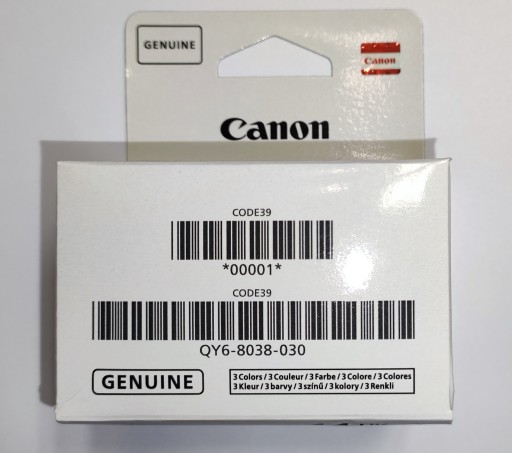 GENUINE
Canon
Canon
CODE39
*00001*
CODE39
QY6-8038-030
GENUINE
3 Colors / 3 Couleur / 3 Farbe / 3 Colore / 3 Colores
3 Kleur / 3 barvy / 3 színű / 3 kolory / 3 Renkli